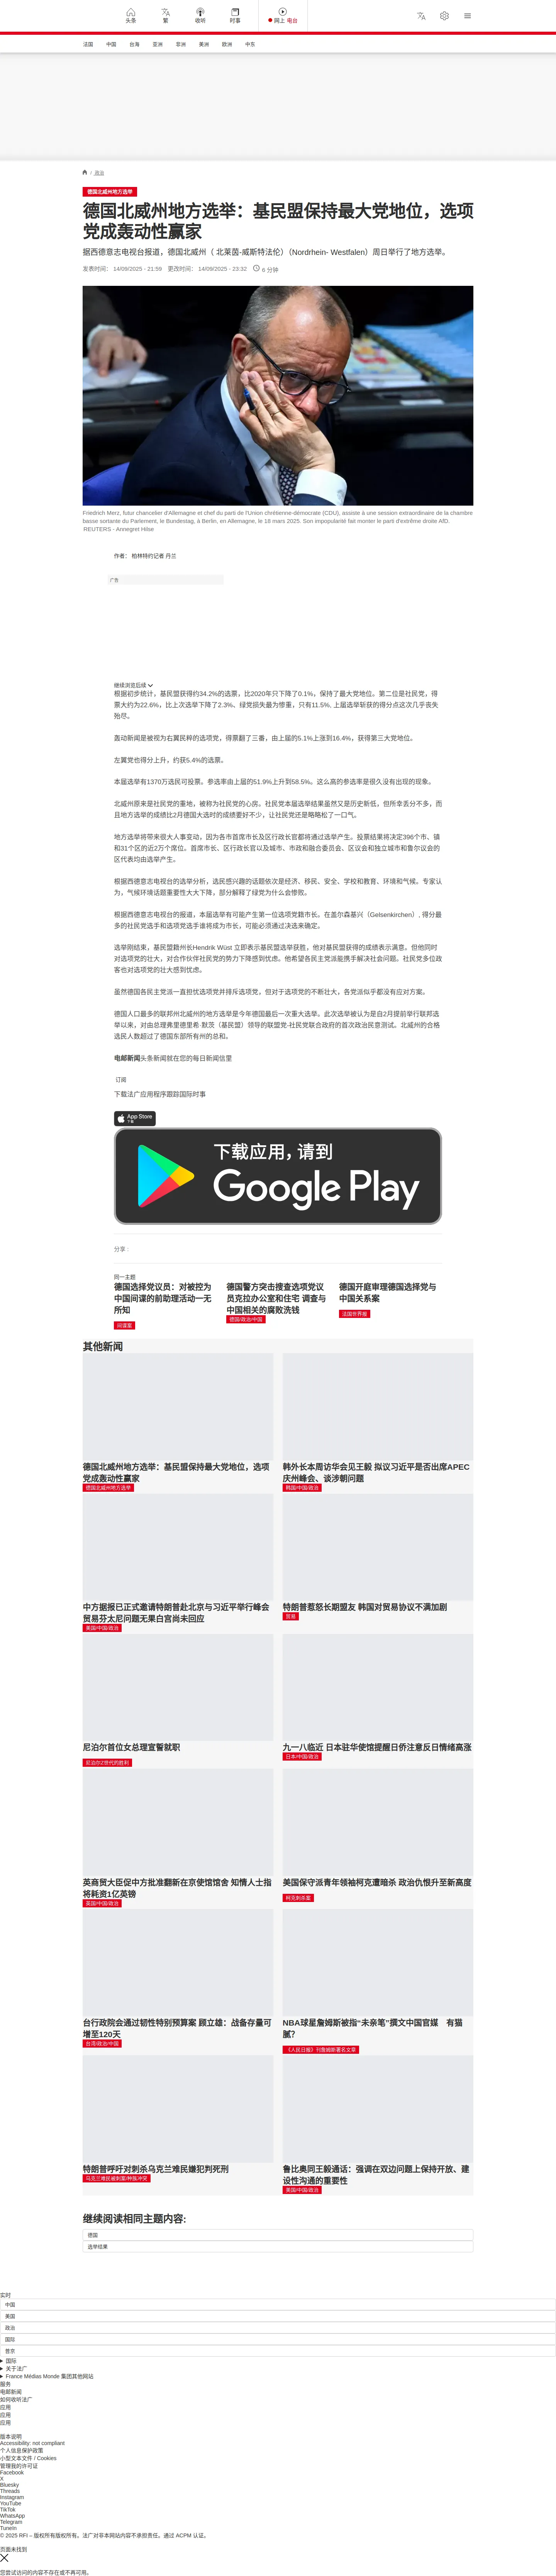 头条
繁
收听
时事
网上 电台
法国
中国
台海
亚洲
非洲
美洲
欧洲
中东
/ 政治
德国北威州地方选举
德国北威州地方选举：基民盟保持最大党地位，选项
党成轰动性赢家
据西德意志电视台报道，德国北威州（ 北莱茵-威斯特法伦）（Nordrhein- Westfalen）周日举行了地方选举。
发表时间： 14/09/2025 - 21:59 更改时间： 14/09/2025 - 23:32 6 分钟
Friedrich Merz, futur chancelier d'Allemagne et chef du parti de l'Union chrétienne-démocrate (CDU), assiste à une session extraordinaire de la chambre
basse sortante du Parlement, le Bundestag, à Berlin, en Allemagne, le 18 mars 2025. Son impopularité fait monter le parti d'extrême droite AfD.
REUTERS - Annegret Hilse
作者： 柏林特约记者 丹兰
广告
继续浏览后续
根据初步统计，基民盟获得约34.2%的选票，比2020年只下降了0.1%，保持了最大党地位。第二位是社民党，得
票大约为22.6%，比上次选举下降了2.3%。绿党损失最为惨重，只有11.5%, 上届选举斩获的得分点这次几乎丧失
殆尽。
轰动新闻是被视为右翼民粹的选项党，得票翻了三番，由上届的5.1%上涨到16.4%，获得第三大党地位。
左翼党也得分上升，约获5.4%的选票。
本届选举有1370万选民可投票。参选率由上届的51.9%上升到58.5%。这么高的参选率是很久没有出现的现象。
北威州原来是社民党的重地，被称为社民党的心房。社民党本届选举结果虽然又是历史新低，但所幸丢分不多，而
且地方选举的成绩比2月德国大选时的成绩要好不少，让社民党还是略略松了一口气。
地方选举将带来很大人事变动，因为各市首席市长及区行政长官都将通过选举产生。投票结果将决定396个市、镇
和31个区的近2万个席位。首席市长、区行政长官以及城市、市政和融合委员会、区议会和独立城市和鲁尔议会的
区代表均由选举产生。
根据西德意志电视台的选举分析，选民感兴趣的话题依次是经济、移民、安全、学校和教育、环境和气候。专家认
为，气候环境话题重要性大大下降，部分解释了绿党为什么会惨败。
根据西德意志电视台的报道，本届选举有可能产生第一位选项党籍市长。在盖尔森基兴（Gelsenkirchen）, 得分最
多的社民党选手和选项党选手谁将成为市长，可能必须通过决选来确定。
选举刚结束，基民盟籍州长Hendrik Wüst 立即表示基民盟选举获胜，他对基民盟获得的成绩表示满意。但他同时
对选项党的壮大，对合作伙伴社民党的势力下降感到忧虑。他希望各民主党派能携手解决社会问题。社民党多位政
客也对选项党的壮大感到忧虑。
虽然德国各民主党派一直担忧选项党并排斥选项党，但对于选项党的不断壮大，各党派似乎都没有应对方案。
德国人口最多的联邦州北威州的地方选举是今年德国最后一次重大选举。此次选举被认为是自2月提前举行联邦选
举以来，对由总理弗里德里希·默茨（基民盟）领导的联盟党-社民党联合政府的首次政治民意测试。北威州的合格
选民人数超过了德国东部所有州的总和。
电邮新闻头条新闻就在您的每日新闻信里
订阅
下载法广应用程序跟踪国际时事
App Store
下载
下载应用，请到
Google Play
分享 :
同一主题
德国选择党议员：对被控为
中国间谍的前助理活动一无
所知
间谍案
德国警方突击搜查选项党议
员克拉办公室和住宅 调查与
中国相关的腐败洗钱
德国/政治/中国
德国开庭审理德国选择党与
中国关系案
法国世界报
其他新闻
德国北威州地方选举：基民盟保持最大党地位，选项
党成轰动性赢家
德国北威州地方选举
韩外长本周访华会见王毅 拟议习近平是否出席APEC
庆州峰会、谈涉朝问题
韩国/中国/政治
中方据报已正式邀请特朗普赴北京与习近平举行峰会
贸易芬太尼问题无果白宫尚未回应
美国/中国/政治
特朗普惹怒长期盟友 韩国对贸易协议不满加剧
贸易
尼泊尔首位女总理宣誓就职
尼泊尔Z世代的胜利
九一八临近 日本驻华使馆提醒日侨注意反日情绪高涨
日本/中国/政治
英商贸大臣促中方批准翻新在京使馆馆舍 知情人士指
将耗资1亿英镑
英国/中国/政治
美国保守派青年领袖柯克遭暗杀 政治仇恨升至新高度
柯克刺杀案
台行政院会通过韧性特别预算案 顾立雄：战备存量可
增至120天
台湾/政治/中国
NBA球星詹姆斯被指“未亲笔”撰文中国官媒　有猫
腻？
《人民日报》刊詹姆斯署名文章
特朗普呼吁对刺杀乌克兰难民嫌犯判死刑
马克兰难民被刺案/种族冲突
鲁比奥同王毅通话：强调在双边问题上保持开放、建
设性沟通的重要性
美国/中国/政治
继续阅读相同主题内容:
德国
选举结果
实时
中国
美国
政治
国际
普京
国际
关于法广
France Médias Monde 集团其他网站
服务
电邮新闻
如何收听法广
应用
应用
应用
版本说明
Accessibility: not compliant
个人信息保护政策
小型文本文件 / Cookies
管理我的许可证
Facebook
X
Bluesky
Threads
Instagram
YouTube
TikTok
WhatsApp
Telegram
TuneIn
© 2025 RFI – 版权所有版权所有。法广对非本网站内容不承担责任。通过 ACPM 认证。
页面未找到
您尝试访问的内容不存在或不再可用。